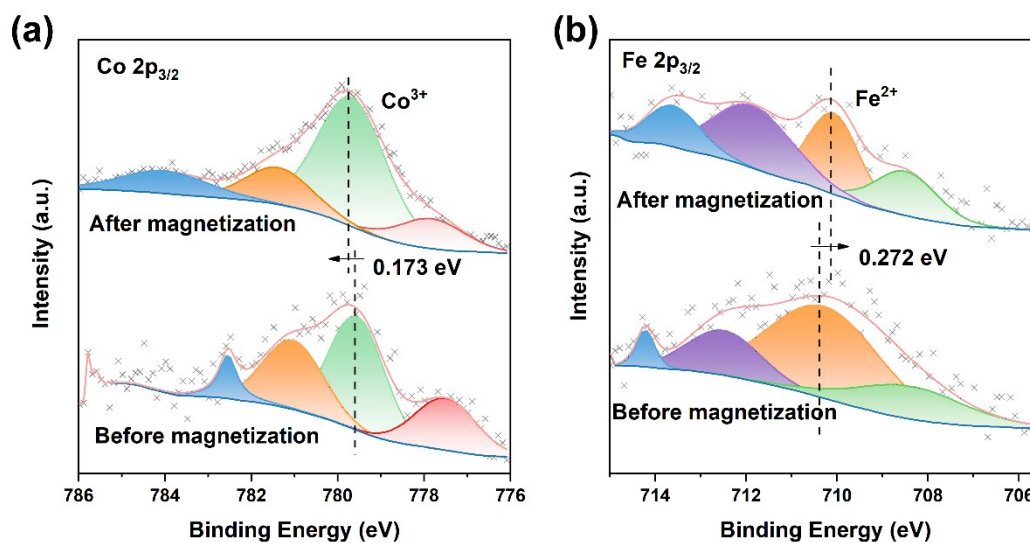 (a)
Co 2p3/2
Co3+
After magnetization
0.173 eV
Before magnetization
Intensity (a.u.)
786 784 782 780 778 776
Binding Energy (eV)
(b)
Fe 2p3/2
Fe2+
After magnetization
0.272 eV
Before magnetization
Intensity (a.u.)
714 712 710 708 706
Binding Energy (eV)